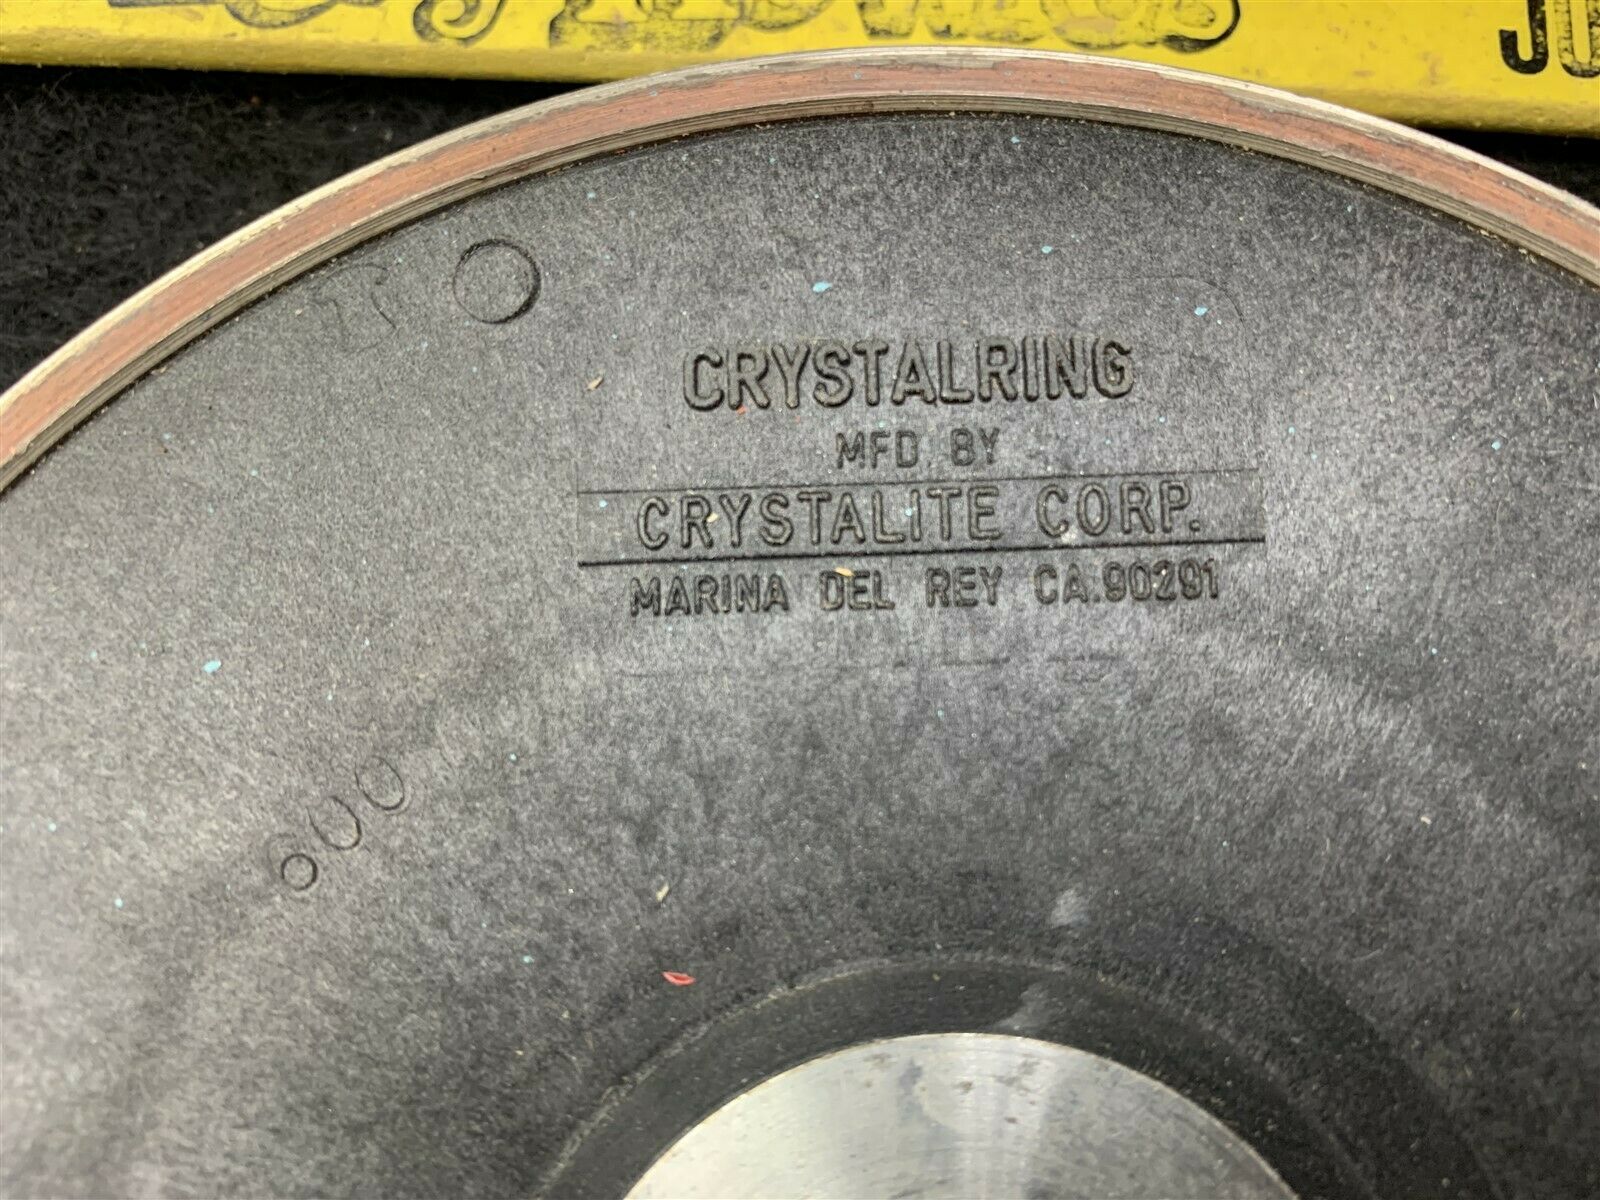 CRYSTALRING
MFD. BY
CRYSTALITE CORP.
MARINA DEL REY CA.90291
600